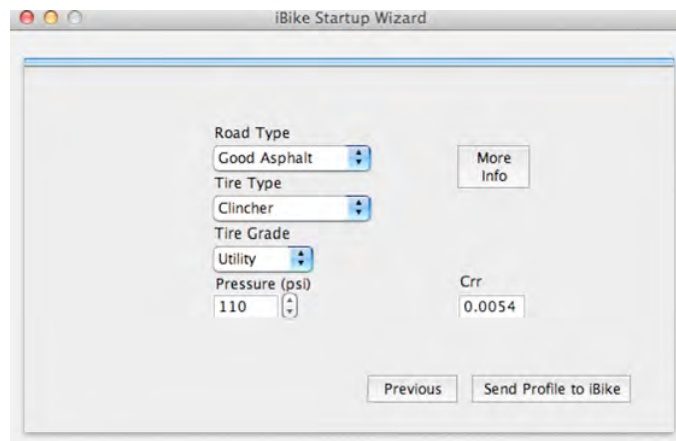 iBike Startup Wizard
Road Type
Good Asphalt
More
Info
Tire Type
Clincher
Tire Grade
Utility
Pressure (psi)
110
Crr
0.0054
Previous
Send Profile to iBike